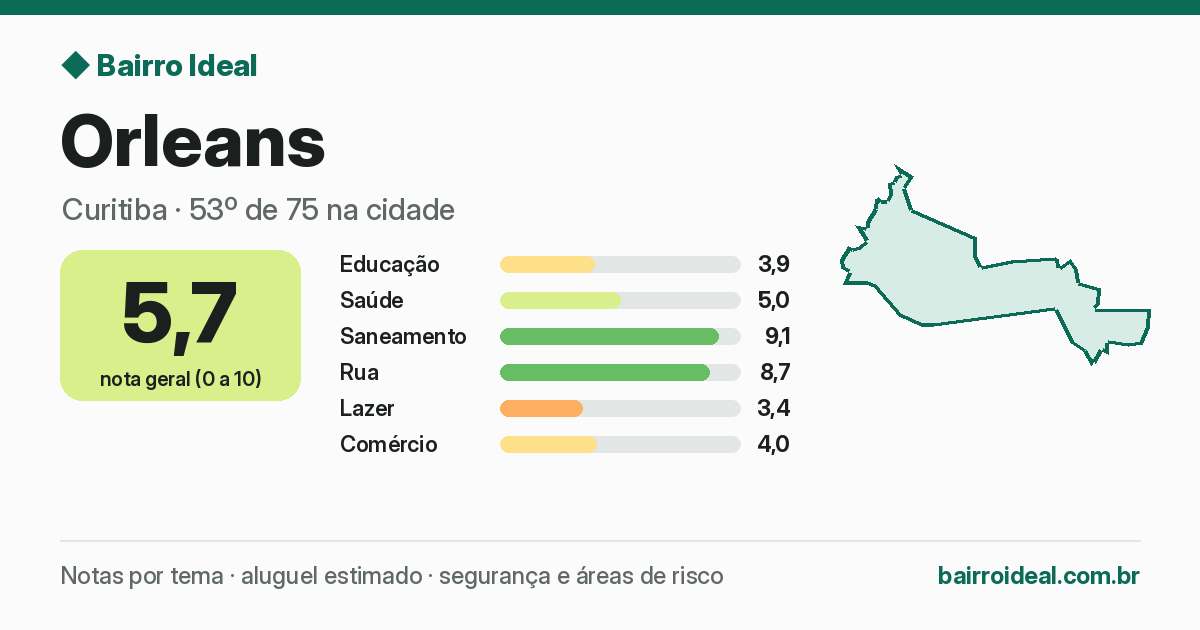 Bairro Ideal
Orleans
Curitiba · 53º de 75 na cidade
5,7
nota geral (0 a 10)
Educação 3,9
Saúde 5,0
Saneamento 9,1
Rua 8,7
Lazer 3,4
Comércio 4,0
Notas por tema · aluguel estimado · segurança e áreas de risco
bairroideal.com.br